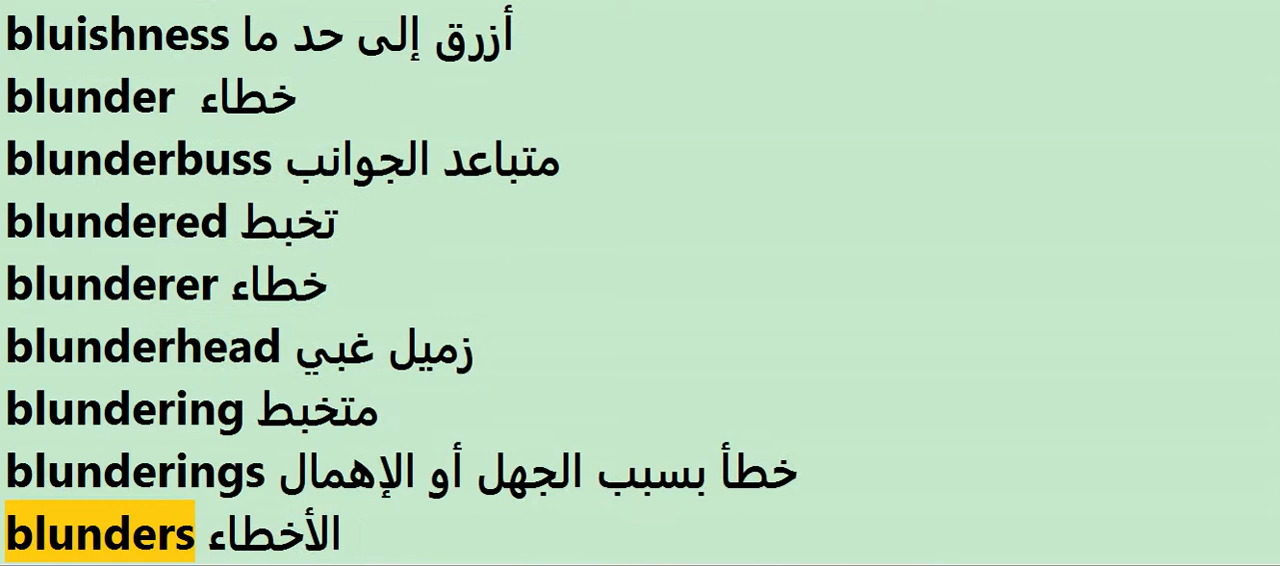 bluishness أزرق إلى حد ما
blunder خطاء
blunderbuss متباعد الجوانب
blundered تخبط
blunderer خطاء
blunderhead زميل غبي
blundering متخبط
blunderings خطأ بسبب الجهل أو الإهمال
blunders الأخطاء